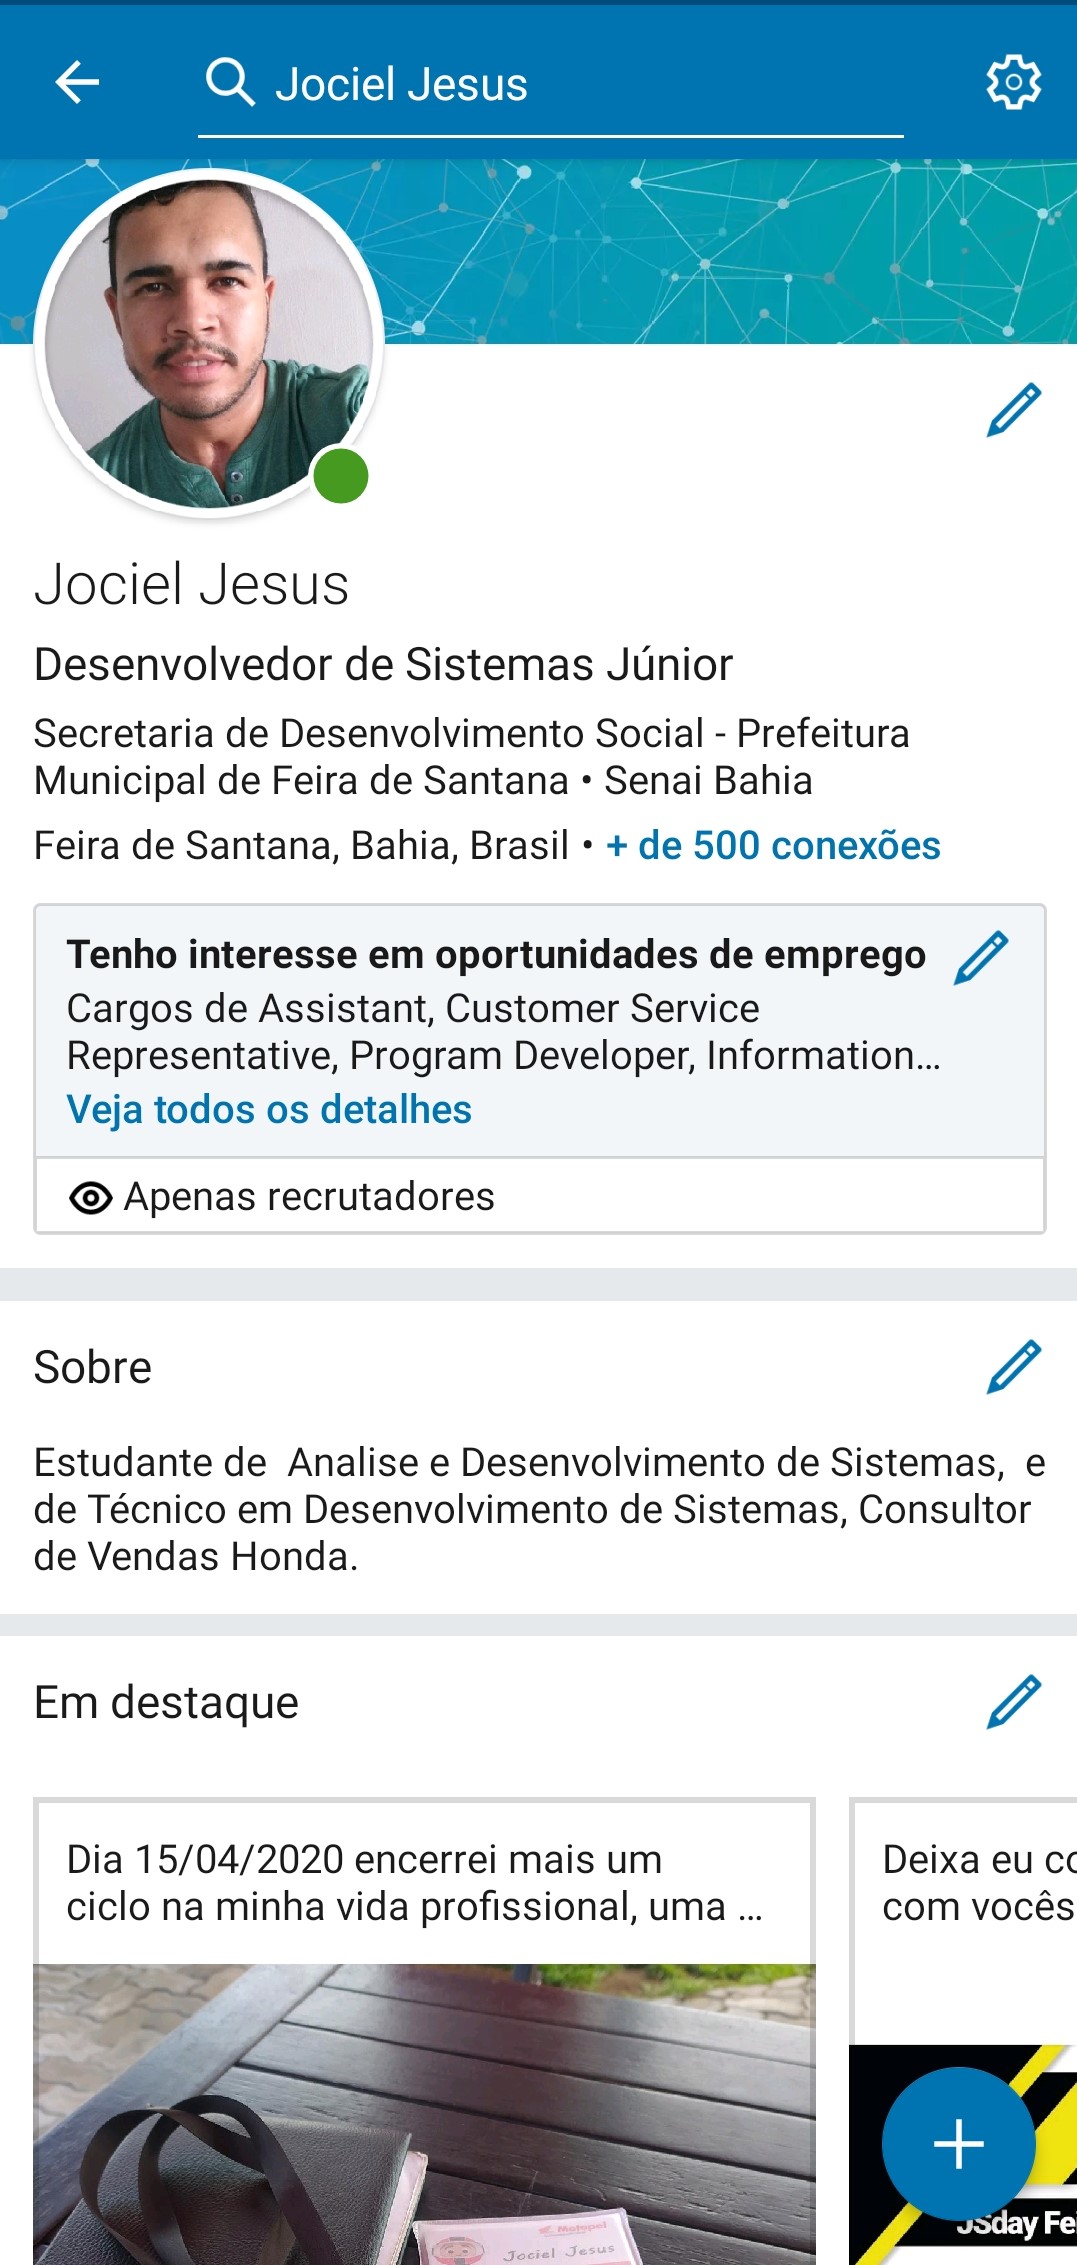 Jociel Jesus
Jociel Jesus
Desenvolvedor de Sistemas Júnior
Secretaria de Desenvolvimento Social - Prefeitura
Municipal de Feira de Santana • Senai Bahia
Feira de Santana, Bahia, Brasil • + de 500 conexões
Tenho interesse em oportunidades de emprego
Cargos de Assistant, Customer Service
Representative, Program Developer, Information...
Veja todos os detalhes
Apenas recrutadores
Sobre
Estudante de  Analise e Desenvolvimento de Sistemas,  e
de Técnico em Desenvolvimento de Sistemas, Consultor
de Vendas Honda.
Em destaque
Dia 15/04/2020 encerrei mais um
ciclo na minha vida profissional, uma ...
Deixa eu co
com vocês
Motopel
Jociel Jesus
JSday Fei